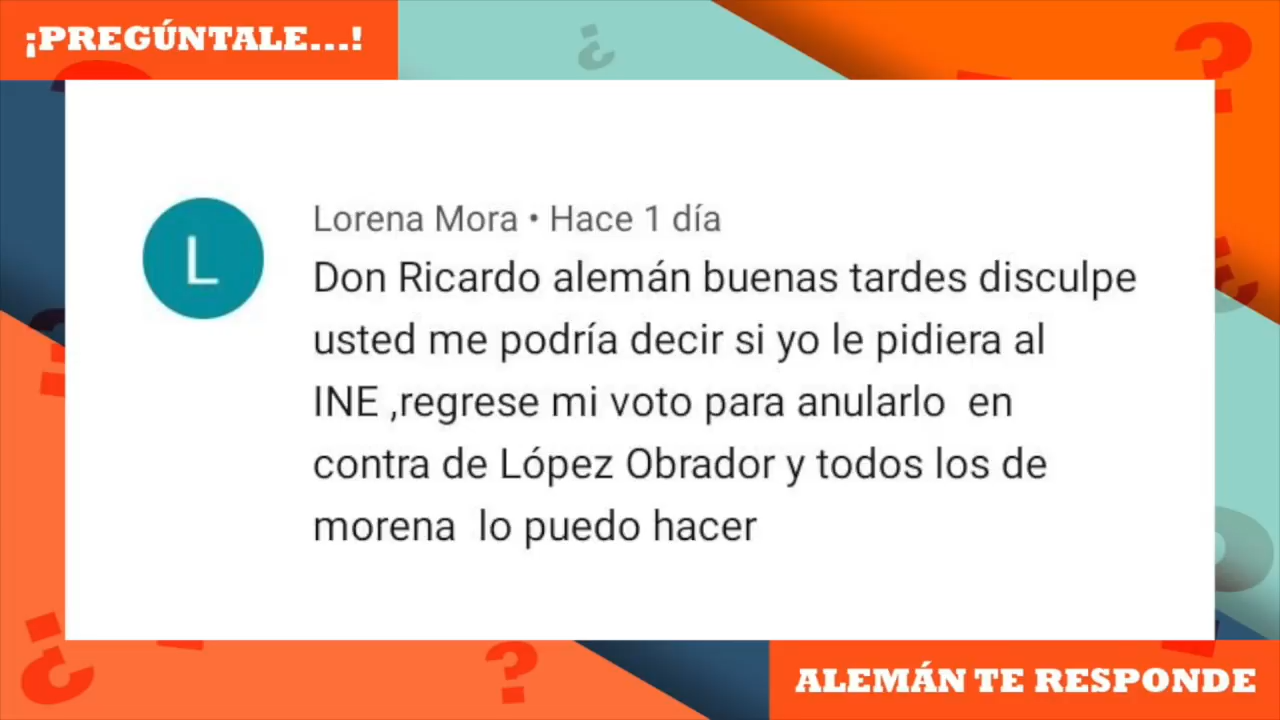 ¡PREGÚNTALE...!
Lorena Mora • Hace 1 día
L
Don Ricardo alemán buenas tardes disculpe
usted me podría decir si yo le pidiera al
INE ,regrese mi voto para anularlo  en
contra de López Obrador y todos los de
morena  lo puedo hacer
ALEMÁN TE RESPONDE